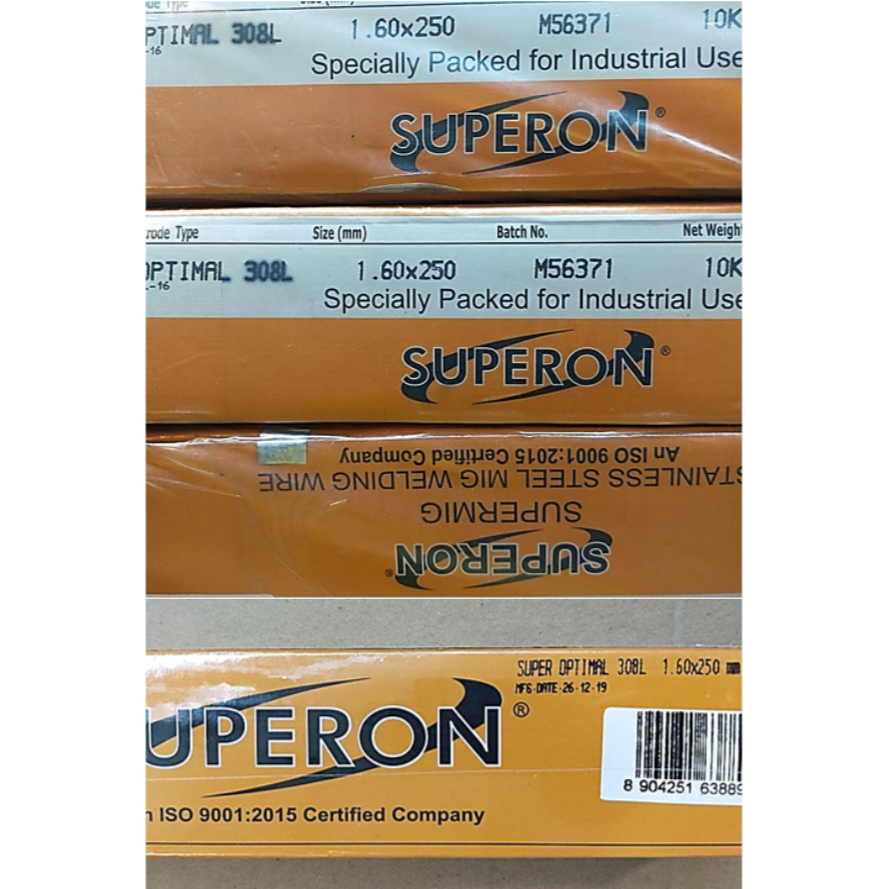 PTIMAL 308L 1.60x250 M56371 10K
-16
Specially Packed for Industrial Use
SUPERON®
rode Type Size (mm) Batch No. Net Weight
OPTIMAL 308L 1.60x250 M56371 10K
-16
Specially Packed for Industrial Use
SUPERON®
An ISO 9001:2015 Certified Company
STAINLESS STEEL MIG WELDING WIRE
SUPERMIG
SUPERON®
SUPER OPTIMAL 308L 1.60x250 mm
MFG-DATE-26-12-19
UPERON®
n ISO 9001:2015 Certified Company
8 904251 63889